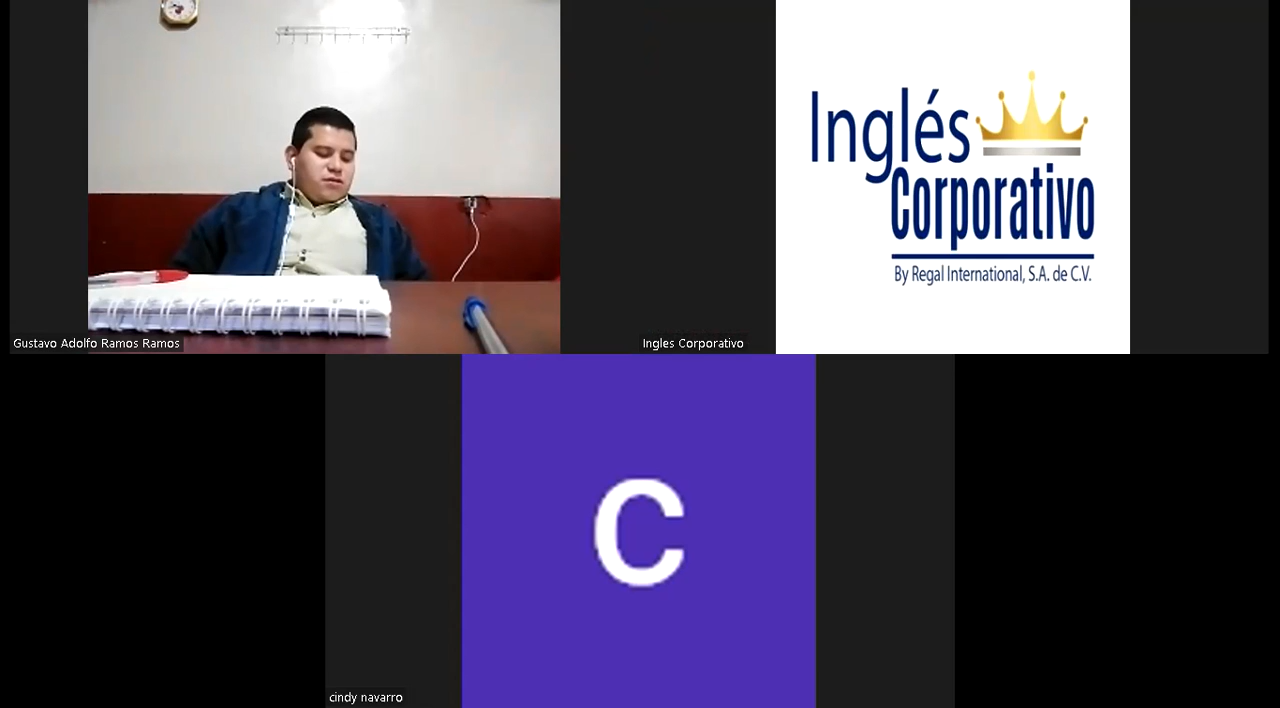 Inglés
Corporativo
By Regal International, S.A. de C.V.
Gustavo Adolfo Ramos Ramos
Ingles Corporativo
C
cindy navarro